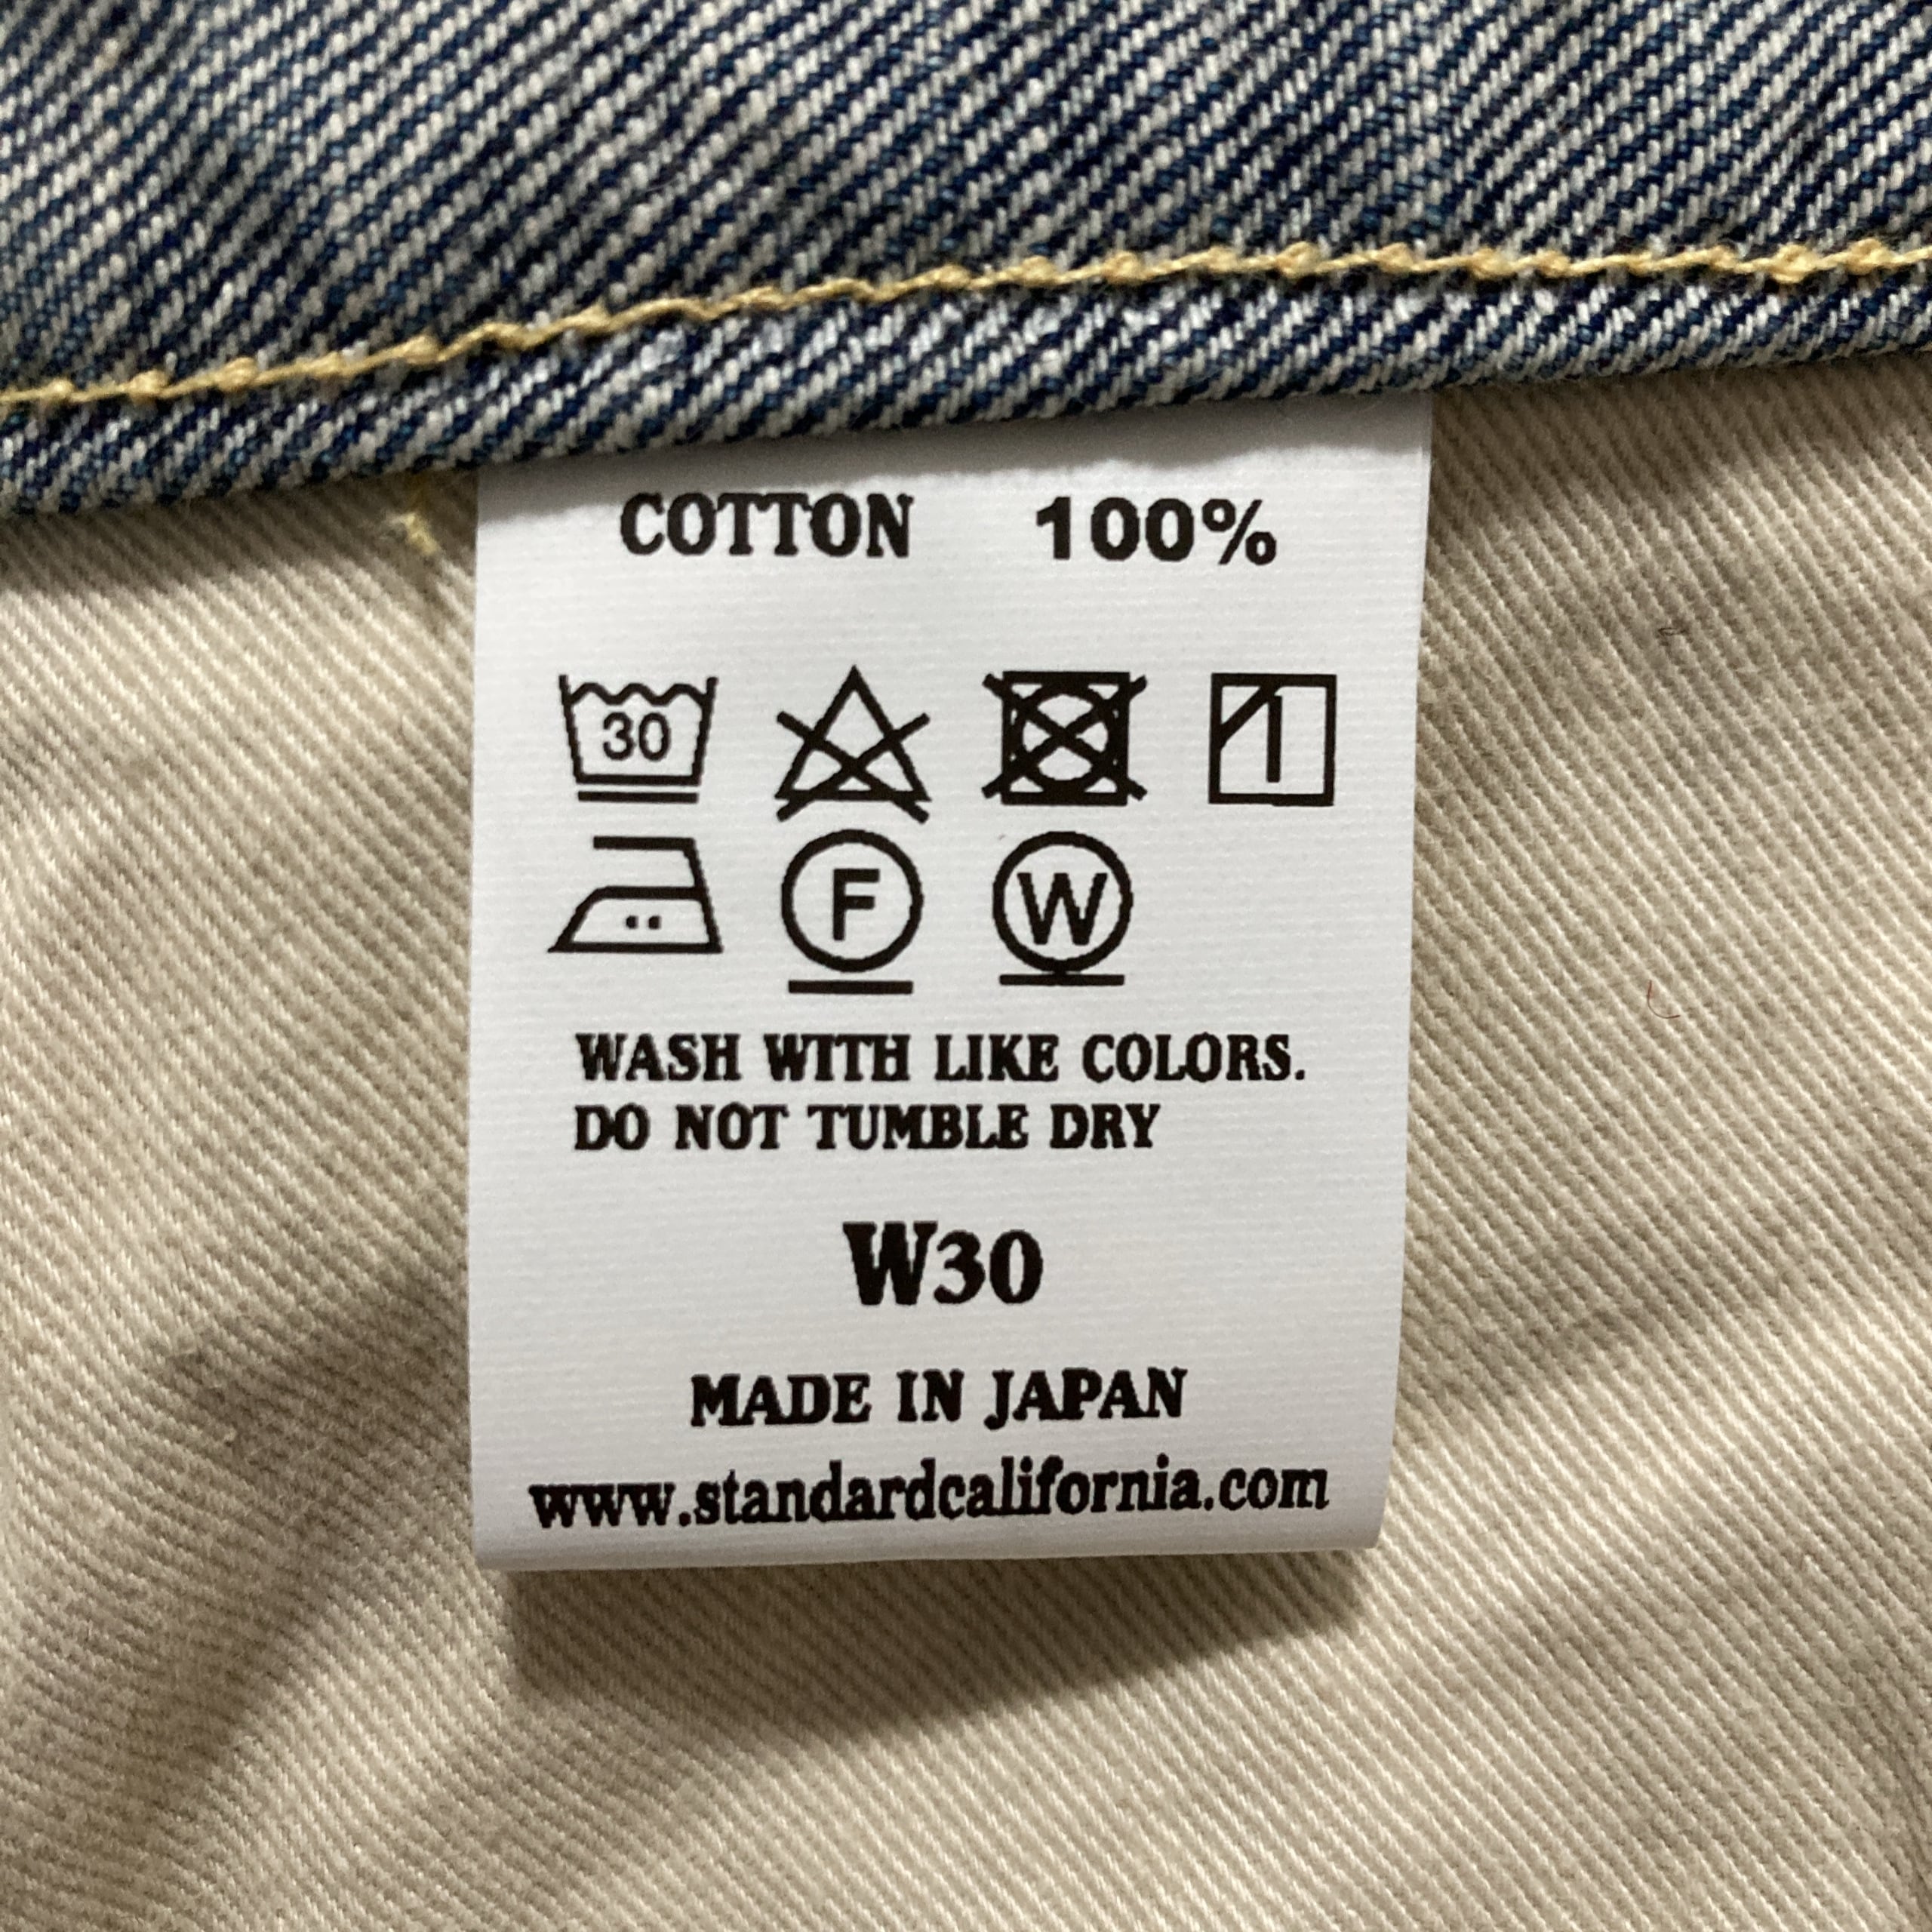 COTTON 100%
30
F W
WASH WITH LIKE COLORS.
DO NOT TUMBLE DRY
W30
MADE IN JAPAN
www.standardcalifornia.com